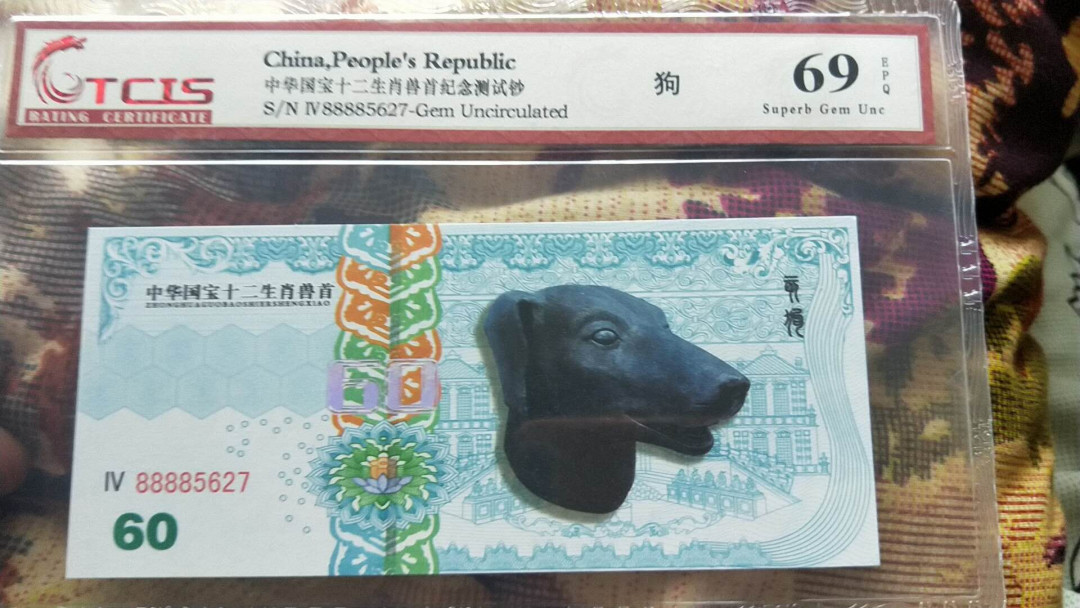 TCIS
RATING CERTIFICATE
China,People's Republic
中华国宝十二生肖兽首纪念测试钞
S/N IV88885627-Gem Uncirculated
狗
69
EPQ
Superb Gem Unc
中华国宝十二生肖兽首
ZHONGHUAGUOBAOSHIERSHENGXIAO
60
IV 88885627
60